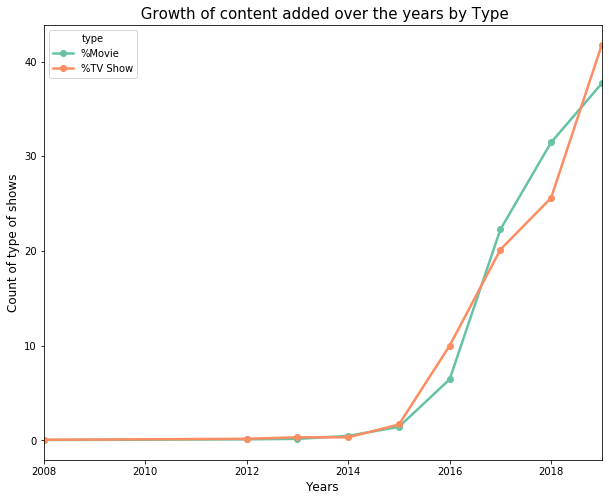 Growth of content added over the years by Type
type
%Movie
%TV Show
Count of type of shows
40
30
20
10
0
2008 2010 2012 2014 2016 2018
Years